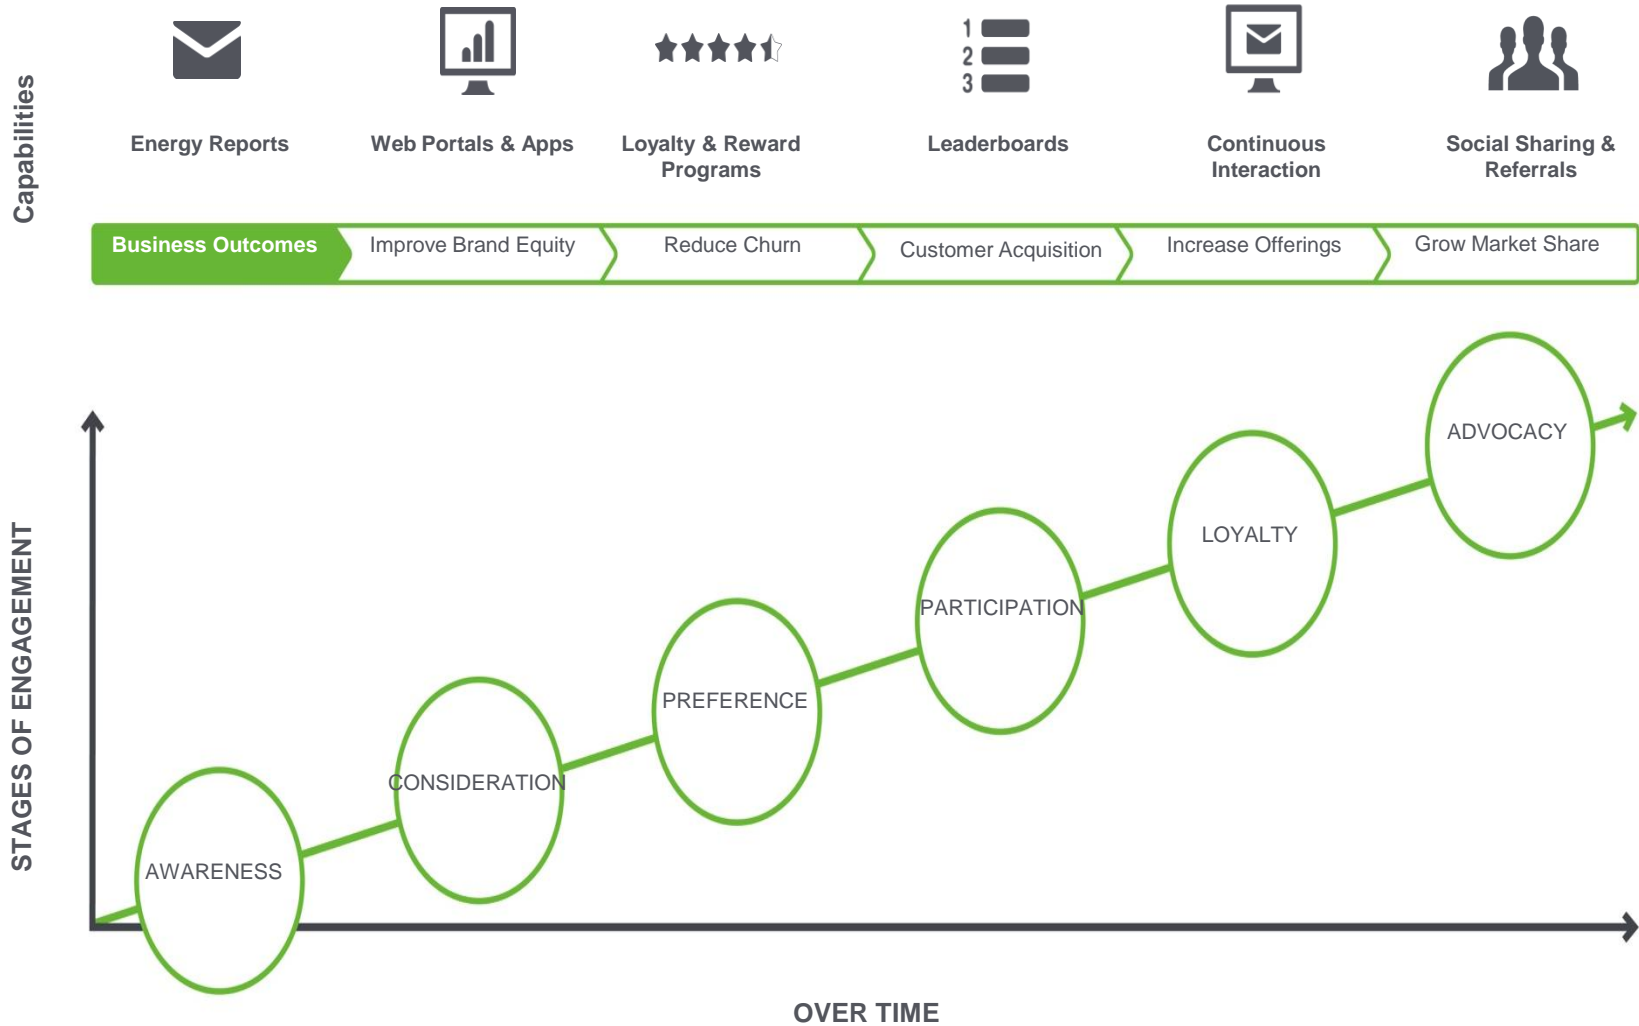 Capabilities
1
2
3
Energy Reports
Web Portals & Apps
Loyalty & Reward
Programs
Leaderboards
Continuous
Interaction
Social Sharing &
Referrals
Business Outcomes
Improve Brand Equity
Reduce Churn
Customer Acquisition
Increase Offerings
Grow Market Share
STAGES OF ENGAGEMENT
ADVOCACY
LOYALTY
PARTICIPATION
PREFERENCE
CONSIDERATION
AWARENESS
OVER TIME